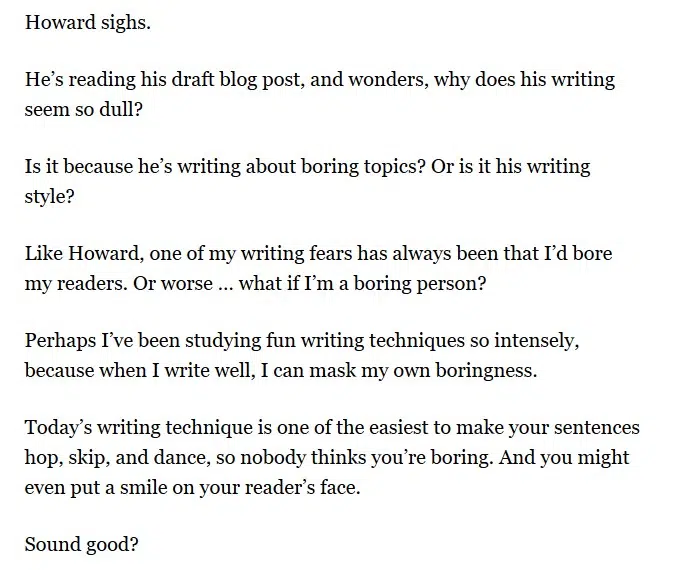 Howard sighs.
He’s reading his draft blog post, and wonders, why does his writing
seem so dull?
Is it because he’s writing about boring topics? Or is it his writing
style?
Like Howard, one of my writing fears has always been that I’d bore
my readers. Or worse … what if I’m a boring person?
Perhaps I’ve been studying fun writing techniques so intensely,
because when I write well, I can mask my own boringness.
Today’s writing technique is one of the easiest to make your sentences
hop, skip, and dance, so nobody thinks you’re boring. And you might
even put a smile on your reader’s face.
Sound good?